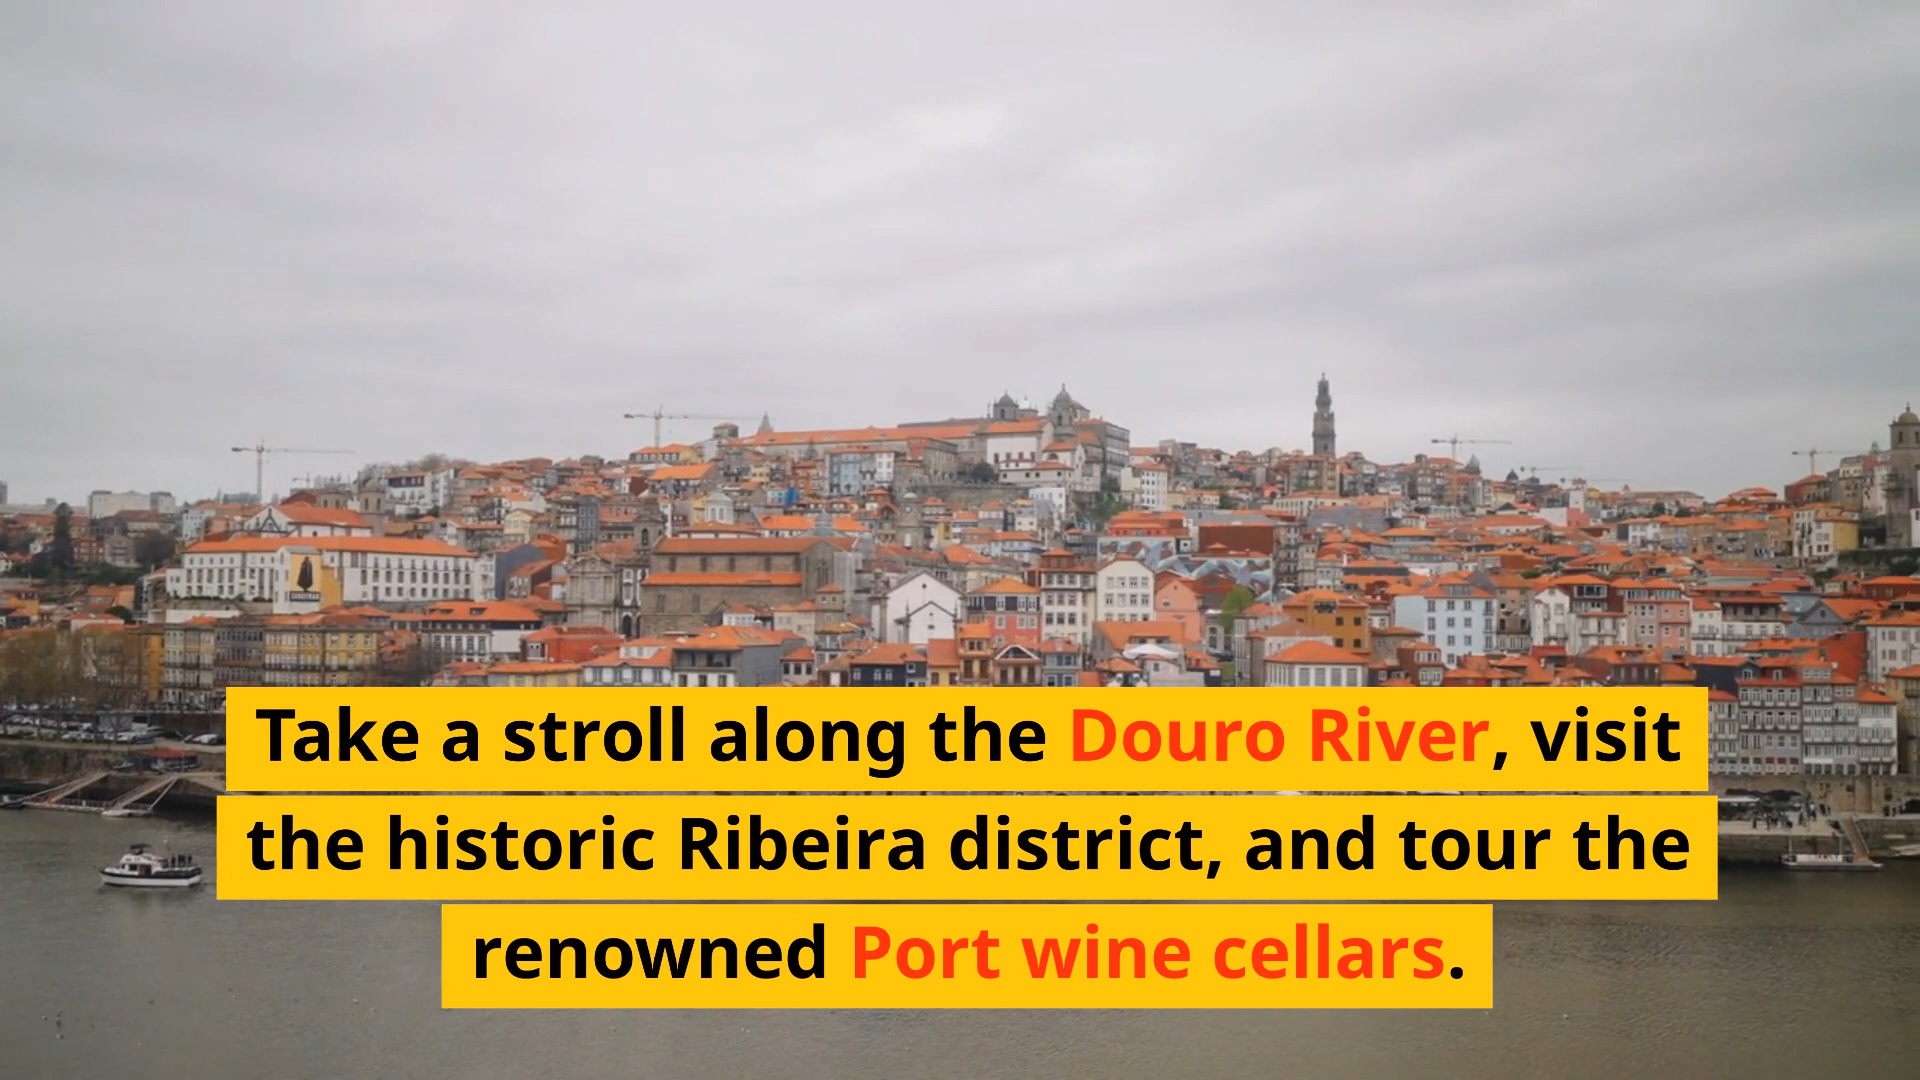 Take a stroll along the Douro River, visit
the historic Ribeira district, and tour the
renowned Port wine cellars.